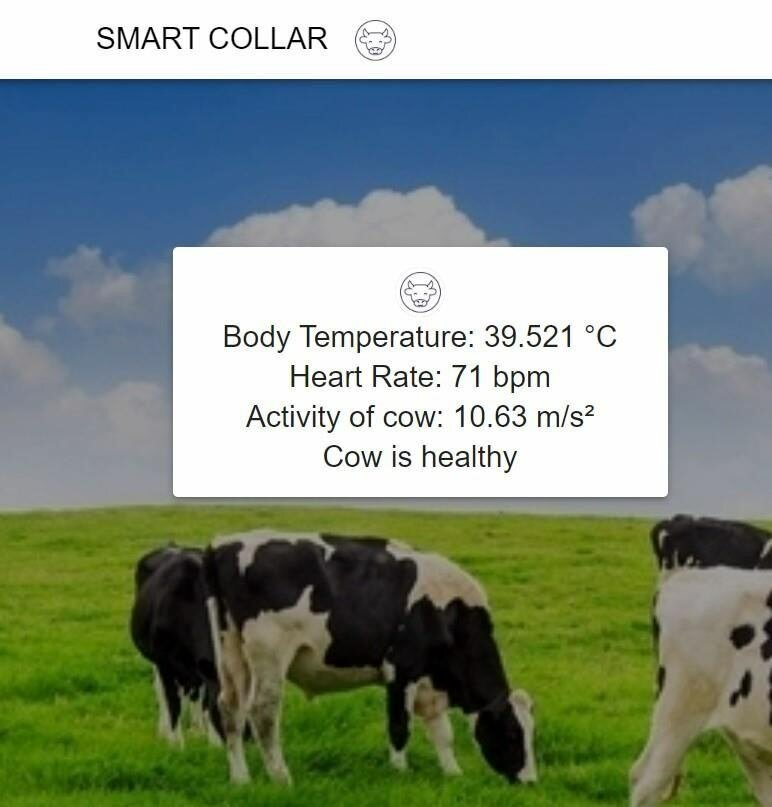 SMART COLLAR
Body Temperature: 39.521 °C
Heart Rate: 71 bpm
Activity of cow: 10.63 m/s²
Cow is healthy